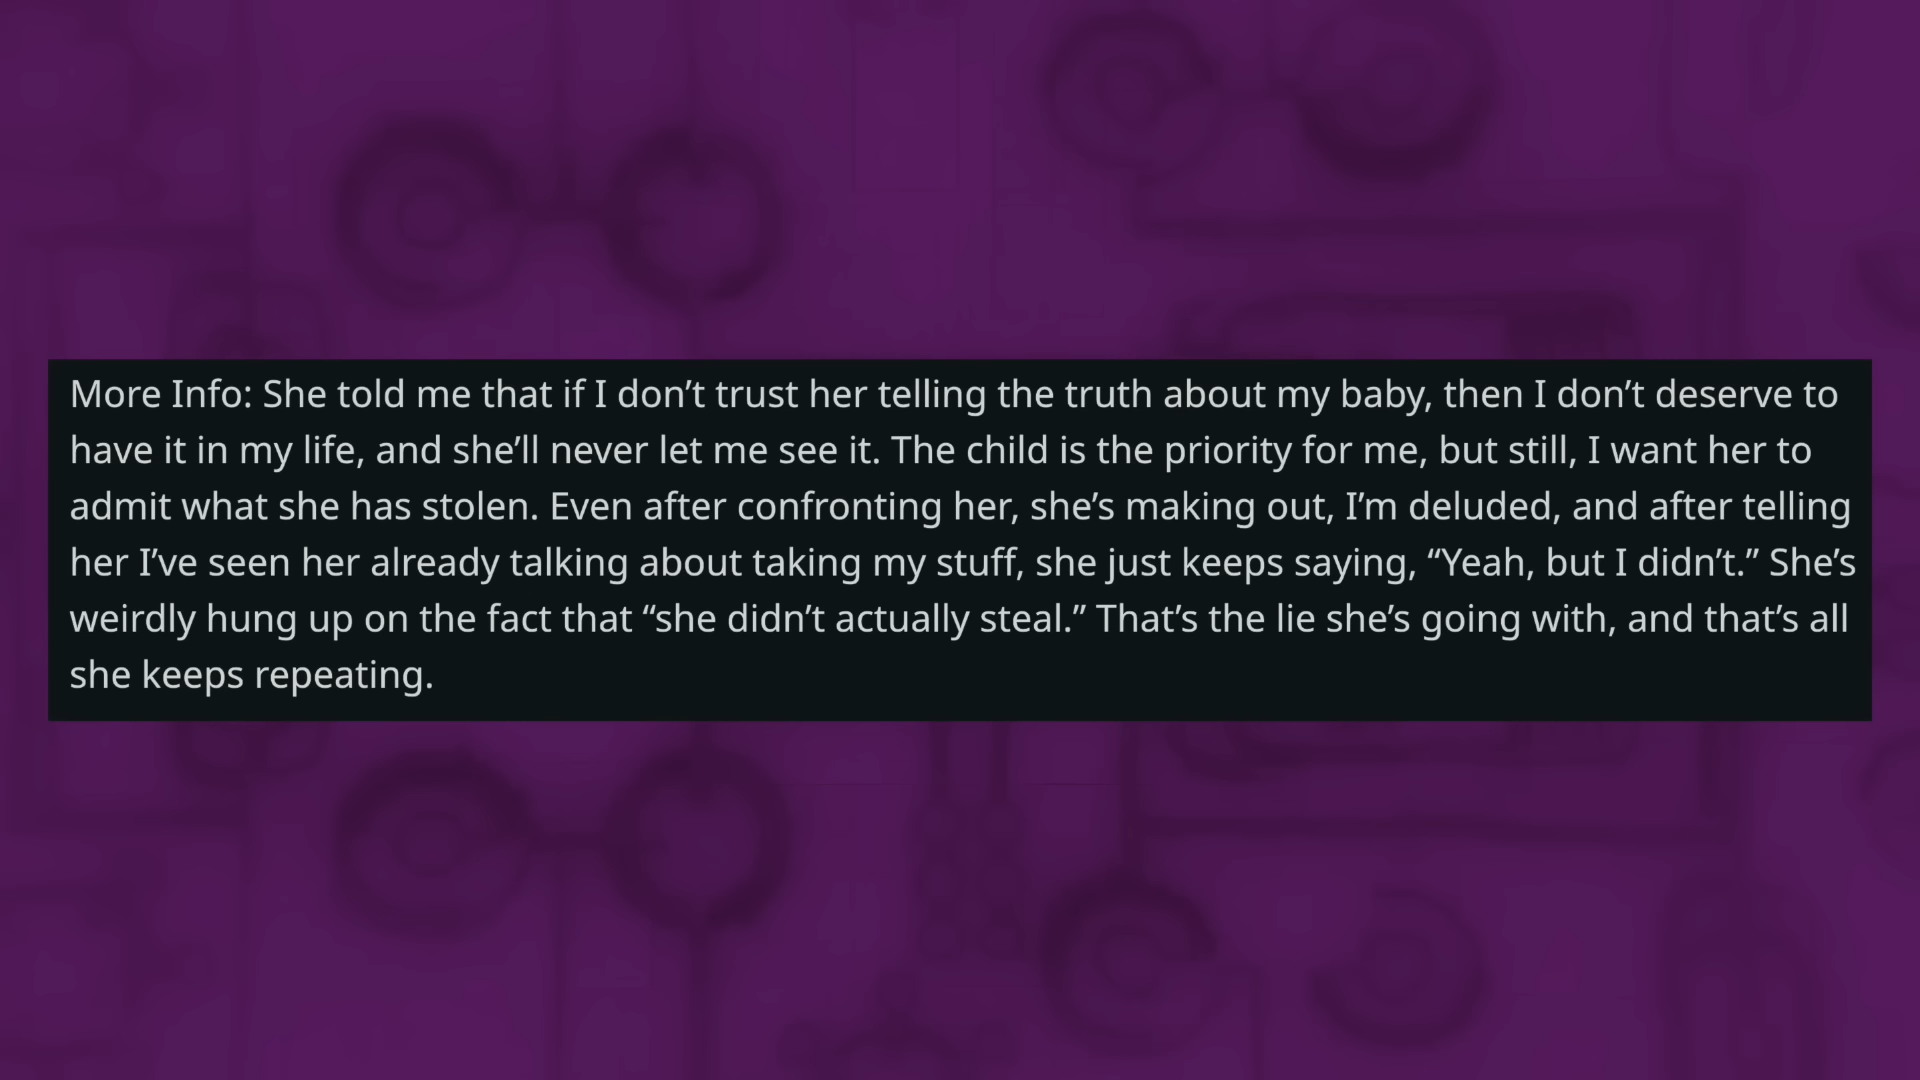 More Info: She told me that if I don’t trust her telling the truth about my baby, then I don’t deserve to
have it in my life, and she’ll never let me see it. The child is the priority for me, but still, I want her to
admit what she has stolen. Even after confronting her, she’s making out, I’m deluded, and after telling
her I’ve seen her already talking about taking my stuff, she just keeps saying, “Yeah, but I didn’t.” She’s
weirdly hung up on the fact that “she didn’t actually steal.” That’s the lie she’s going with, and that’s all
she keeps repeating.